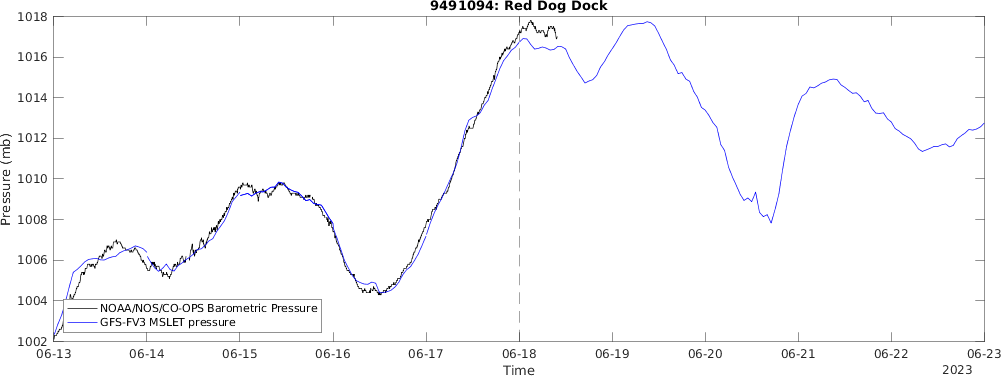 9491094: Red Dog Dock
1018
1016
1014
1012
1010
1008
1006
1004
1002
Pressure (mb)
NOAA/NOS/CO-OPS Barometric Pressure
GFS-FV3 MSLET pressure
06-13 06-14 06-15 06-16 06-17 06-18 06-19 06-20 06-21 06-22 06-23
Time
2023